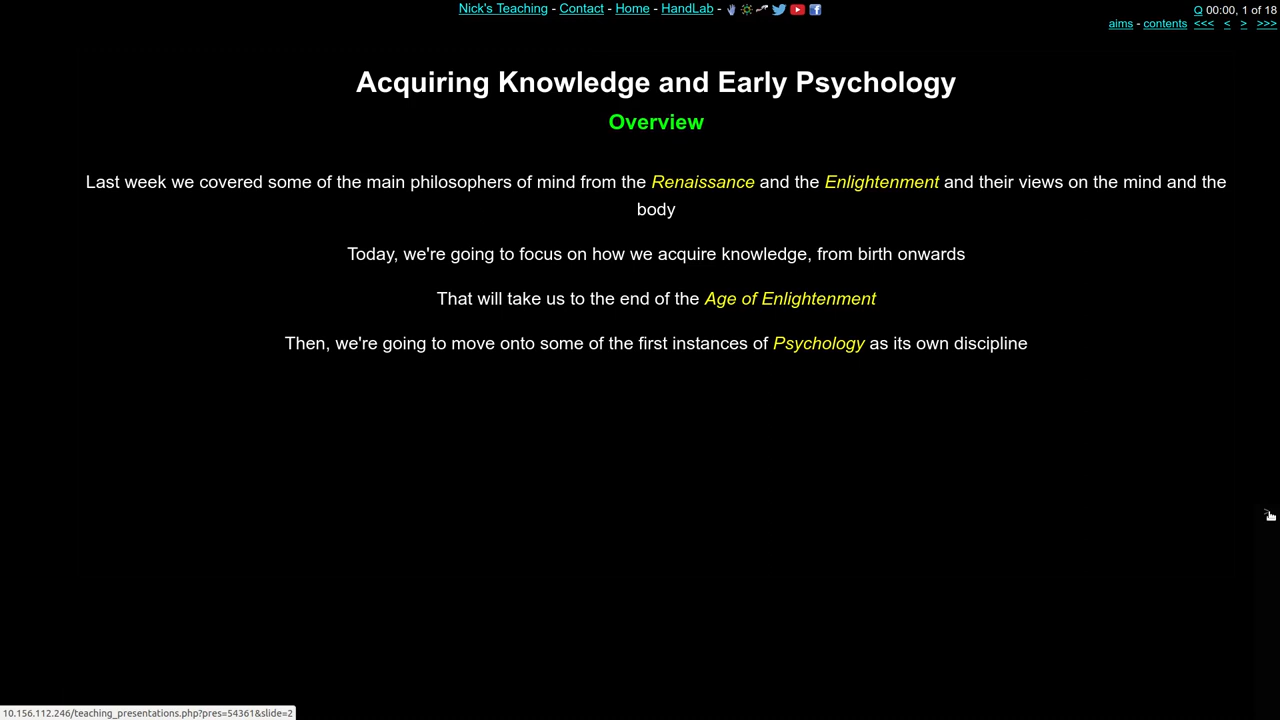 Nick's Teaching - Contact - Home - HandLab -
Q 00:00, 1 of 18
aims - contents <<< < > >>>
Acquiring Knowledge and Early Psychology
Overview
Last week we covered some of the main philosophers of mind from the Renaissance and the Enlightenment and their views on the mind and the
body
Today, we're going to focus on how we acquire knowledge, from birth onwards
That will take us to the end of the Age of Enlightenment
Then, we're going to move onto some of the first instances of Psychology as its own discipline
>
10.156.112.246/teaching_presentations.php?pres=54361&slide=2